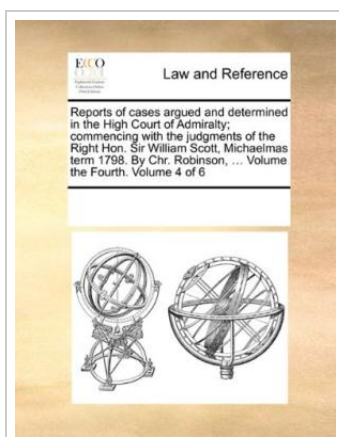 ECCO
Law and Reference
Reports of cases argued and determined
in the High Court of Admiralty;
commencing with the judgments of the
Right Hon. Sir William Scott, Michaelmas
term 1798. By Chr. Robinson, ... Volume
the Fourth. Volume 4 of 6